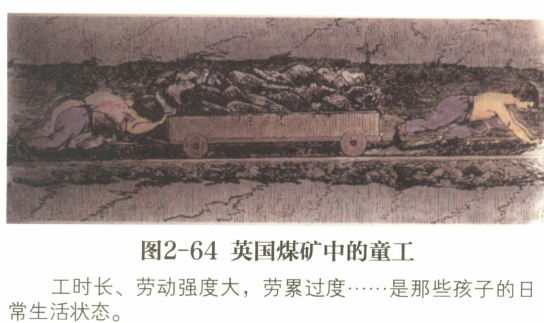 图2-64 英国煤矿中的童工
工时长、劳动强度大，劳累过度……是那些孩子的日
常生活状态。